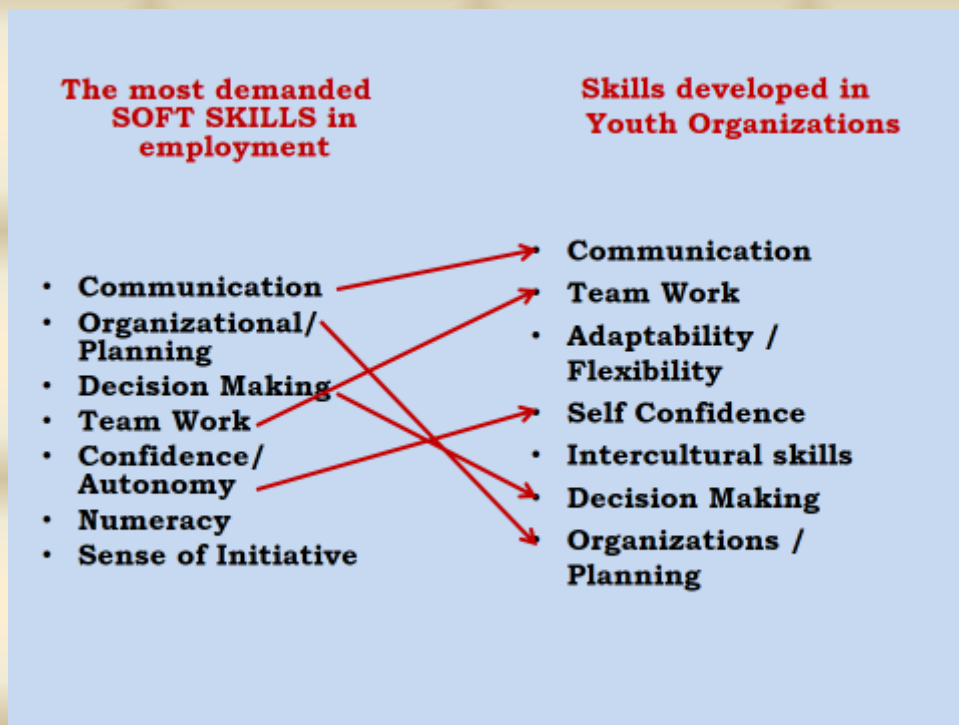 The most demanded
SOFT SKILLS in
employment
• Communication
• Organizational/
Planning
• Decision Making
• Team Work
• Confidence/
Autonomy
• Numeracy
• Sense of Initiative
Skills developed in
Youth Organizations
• Communication
• Team Work
• Adaptability /
Flexibility
• Self Confidence
• Intercultural skills
• Decision Making
• Organizations /
Planning